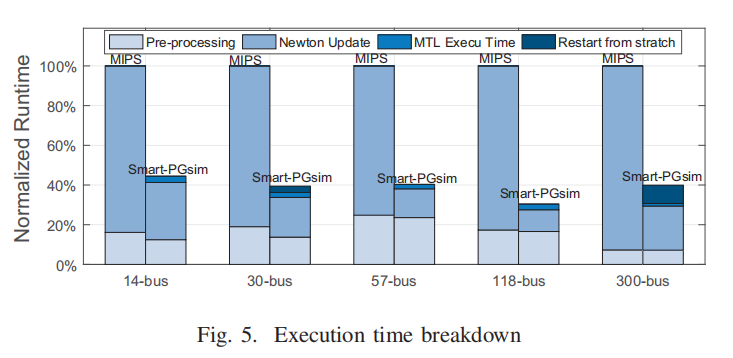 Pre-processing Newton Update MTL Execu Time Restart from stratch
MIPS MIPS MIPS MIPS MIPS
Normalized Runtime
100%
80%
60%
40%
20%
0%
Smart-PGsim Smart-PGsim Smart-PGsim Smart-PGsim Smart-PGsim
14-bus 30-bus 57-bus 118-bus 300-bus
Fig. 5. Execution time breakdown